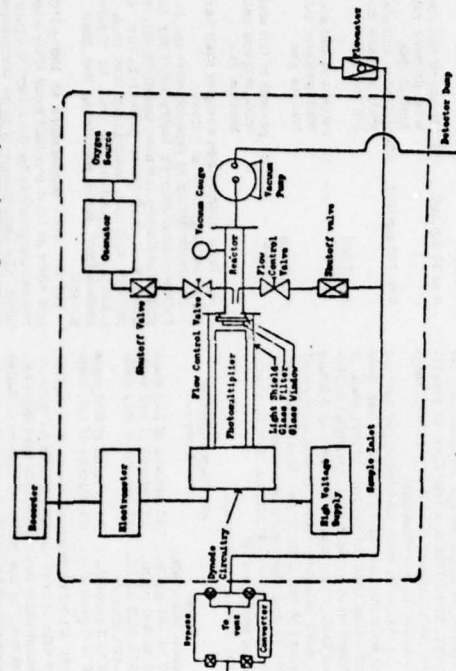 Recorder
Electrometer
Ozonator
Oxygen
Source
Shutoff Valve
Flow Control Valve
Vacuum Gauge
Reactor
Vacuum
Pump
Flow
Control
Valve
Shutoff Valve
Photomultiplier
Light Shield
Glass Filter
Glass Window
Dynode
Circuitry
High Voltage
Supply
Sample Inlet
Bypass
To
vent
Converter
Flowmeter
Detector Pump